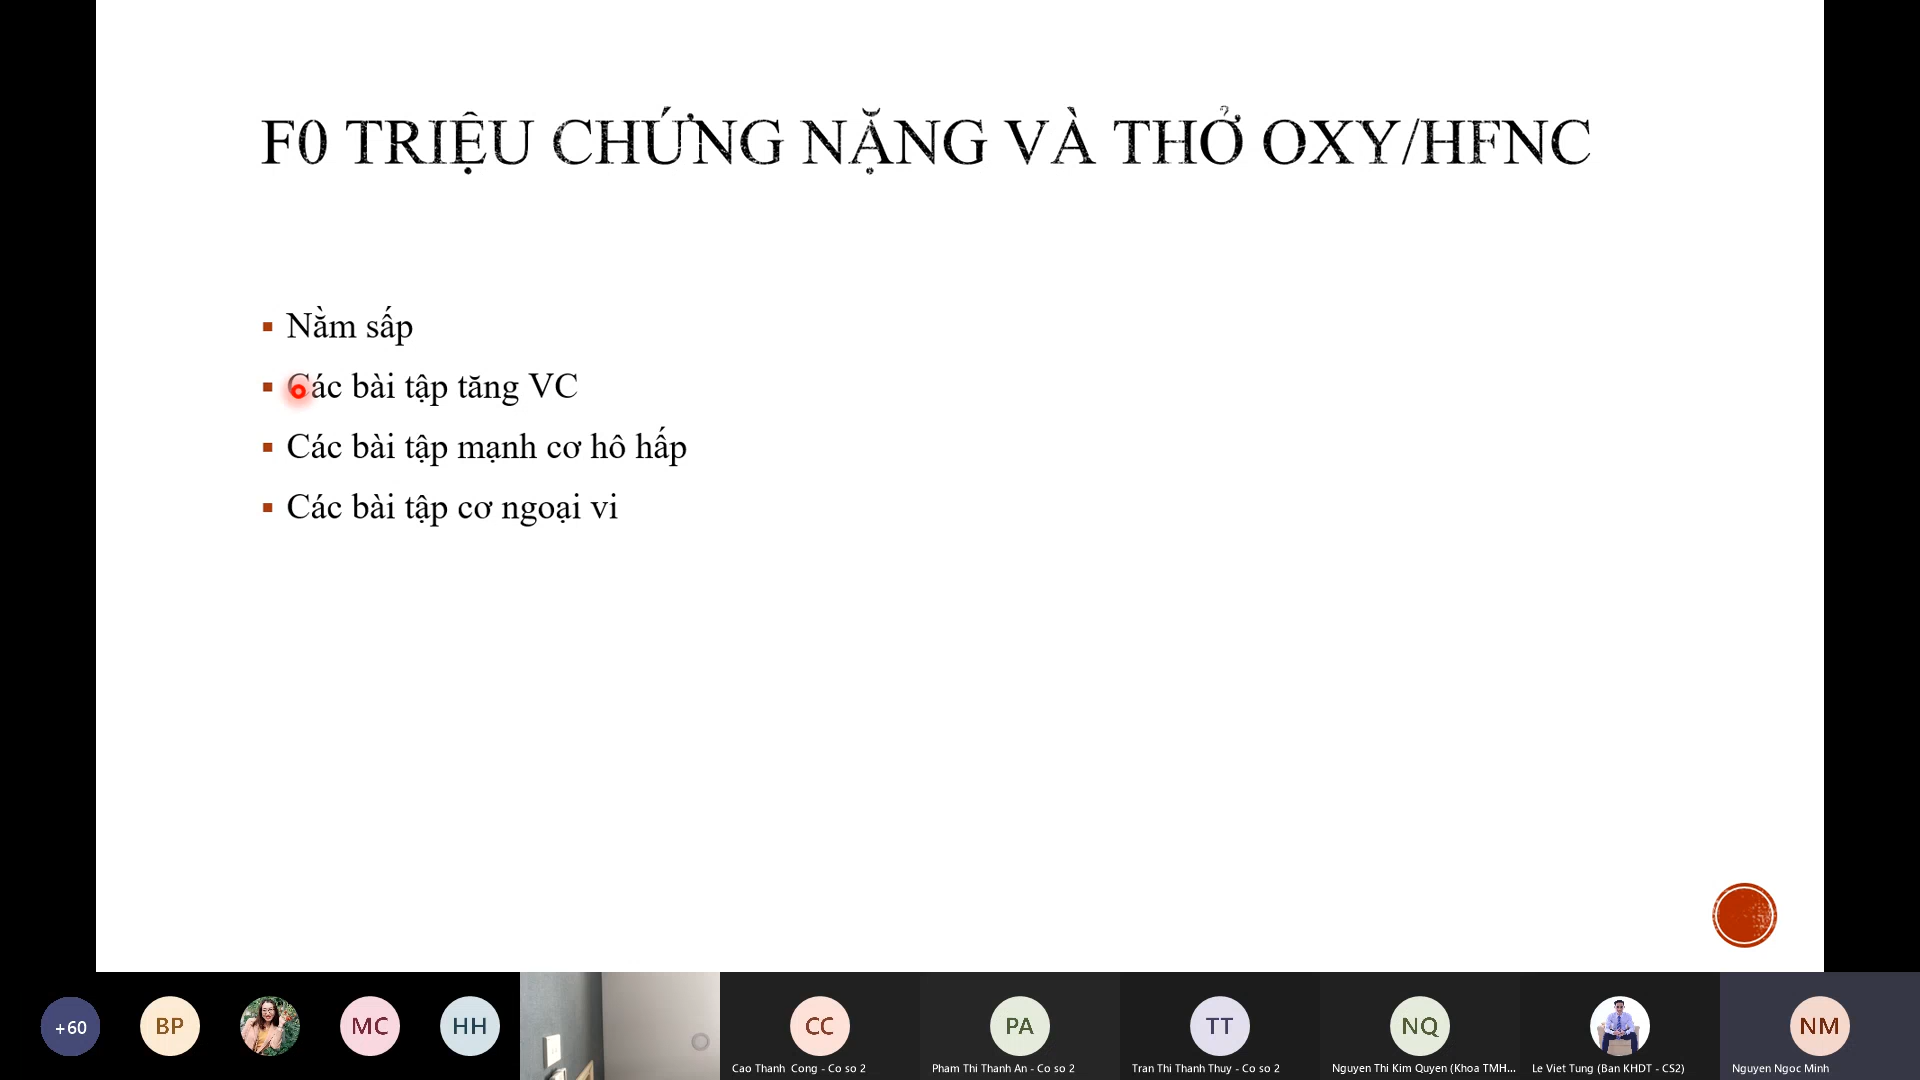 F0 TRIỆU CHỨNG NẶNG VÀ THỞ OXY/HFNC
Nằm sấp
Các bài tập tăng VC
Các bài tập mạnh cơ hô hấp
Các bài tập cơ ngoại vi
+60
BP
MC
HH
CC
PA
TT
NQ
NM
Cao Thanh Cong - Co so 2
Pham Thi Thanh An - Co so 2
Tran Thi Thanh Thuy - Co so 2
Nguyen Thi Kim Quyen (Khoa TMH...
Le Viet Tung (Ban KHDT - CS2)
Nguyen Ngoc Minh